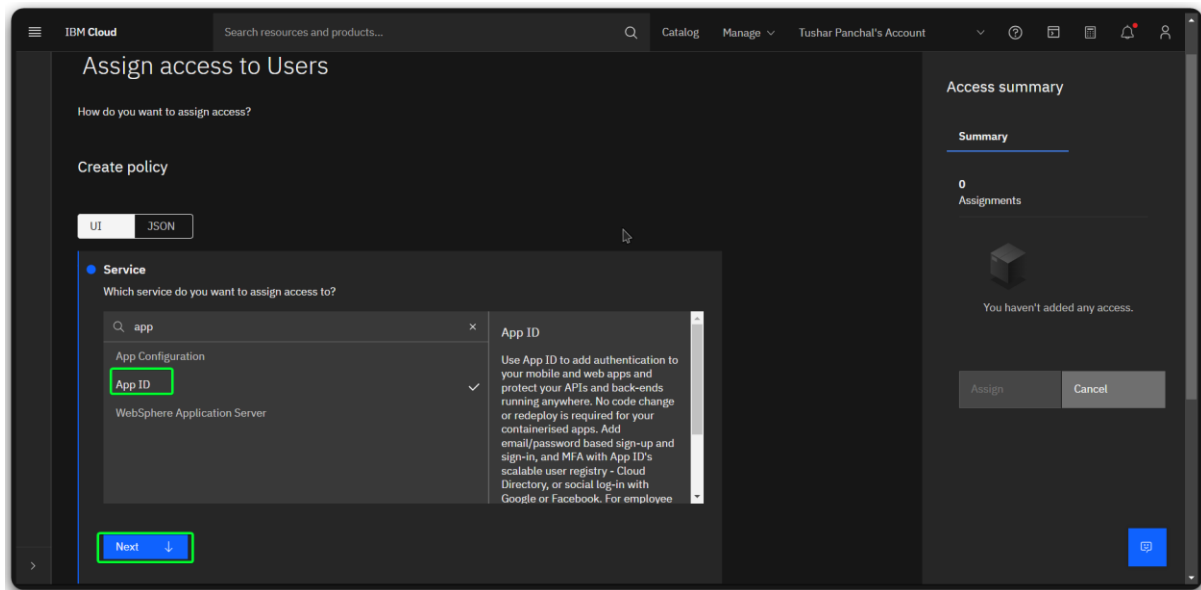 IBM Cloud
Search resources and products...
Catalog
Manage
Tushar Panchal's Account
Assign access to Users
How do you want to assign access?
Create policy
UI
JSON
Service
Which service do you want to assign access to?
app
App Configuration
App ID
WebSphere Application Server
App ID
Use App ID to add authentication to
your mobile and web apps and
protect your APIs and back-ends
running anywhere. No code change
or redeploy is required for your
containerised apps. Add
email/password based sign-up and
sign-in, and MFA with App ID's
scalable user registry - Cloud
Directory, or social log-in with
Google or Facebook. For employee
Next
Access summary
Summary
0
Assignments
You haven't added any access.
Assign
Cancel